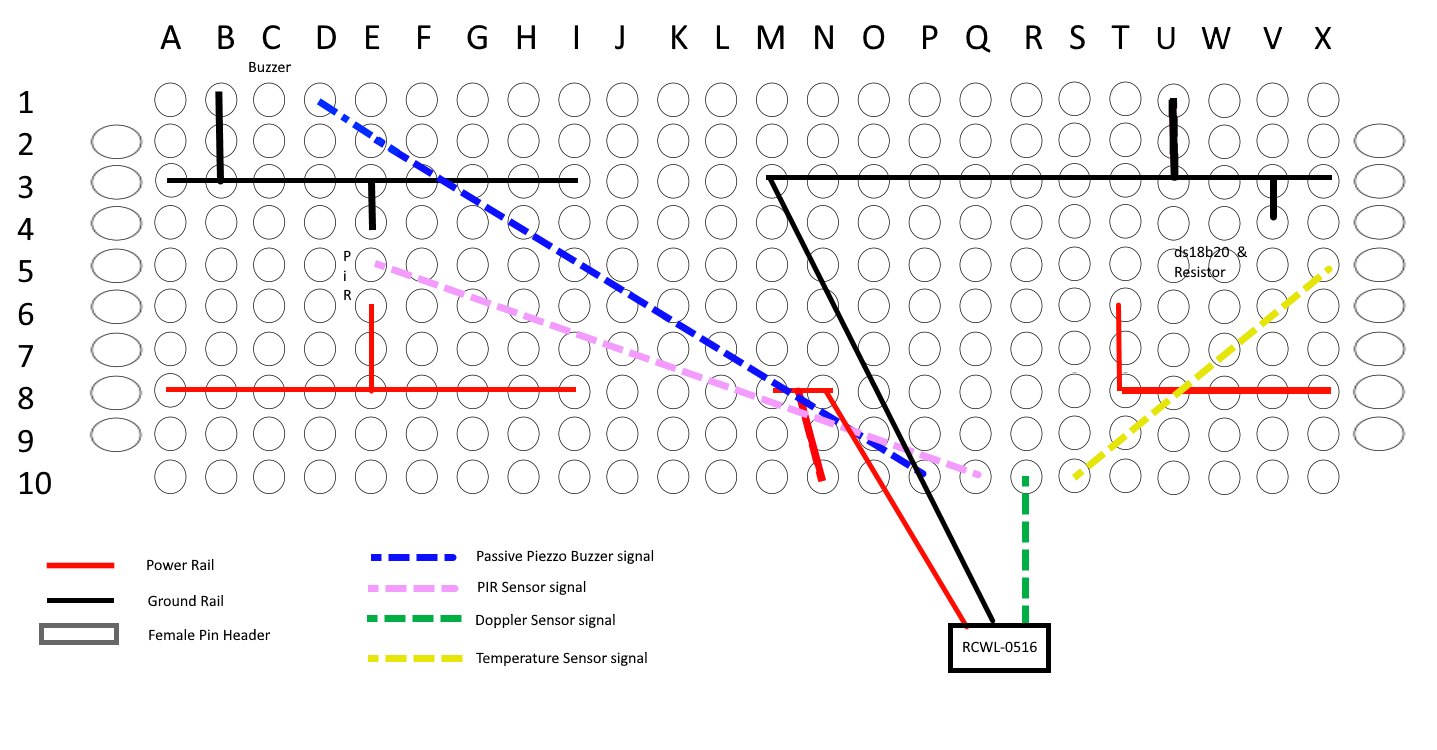 A B C D E F G H I J K L M N O P Q R S T U W V X
Buzzer
1
2
3
4
5
6
7
8
9
10
P
i
R
ds18b20 &
Resistor
Power Rail
Ground Rail
Female Pin Header
Passive Piezzo Buzzer signal
PIR Sensor signal
Doppler Sensor signal
Temperature Sensor signal
RCWL-0516